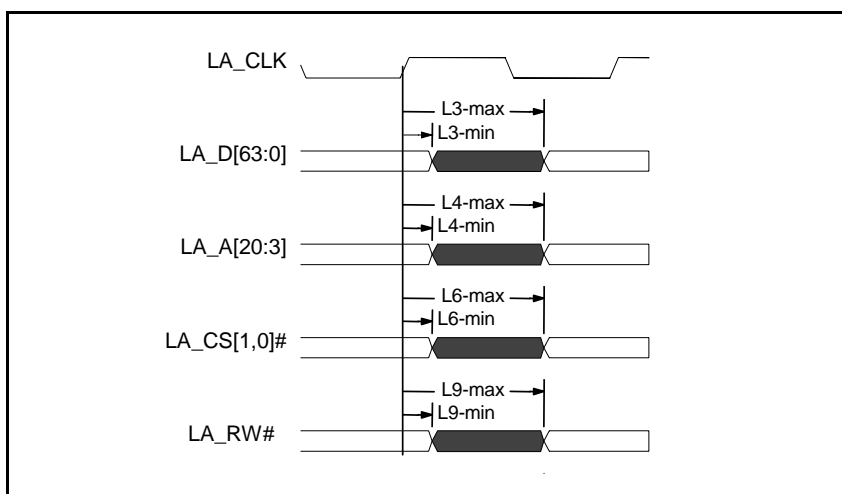 LA_CLK
L3-max
L3-min
LA_D[63:0]
L4-max
L4-min
LA_A[20:3]
L6-max
L6-min
LA_CS[1,0]#
L9-max
L9-min
LA_RW#